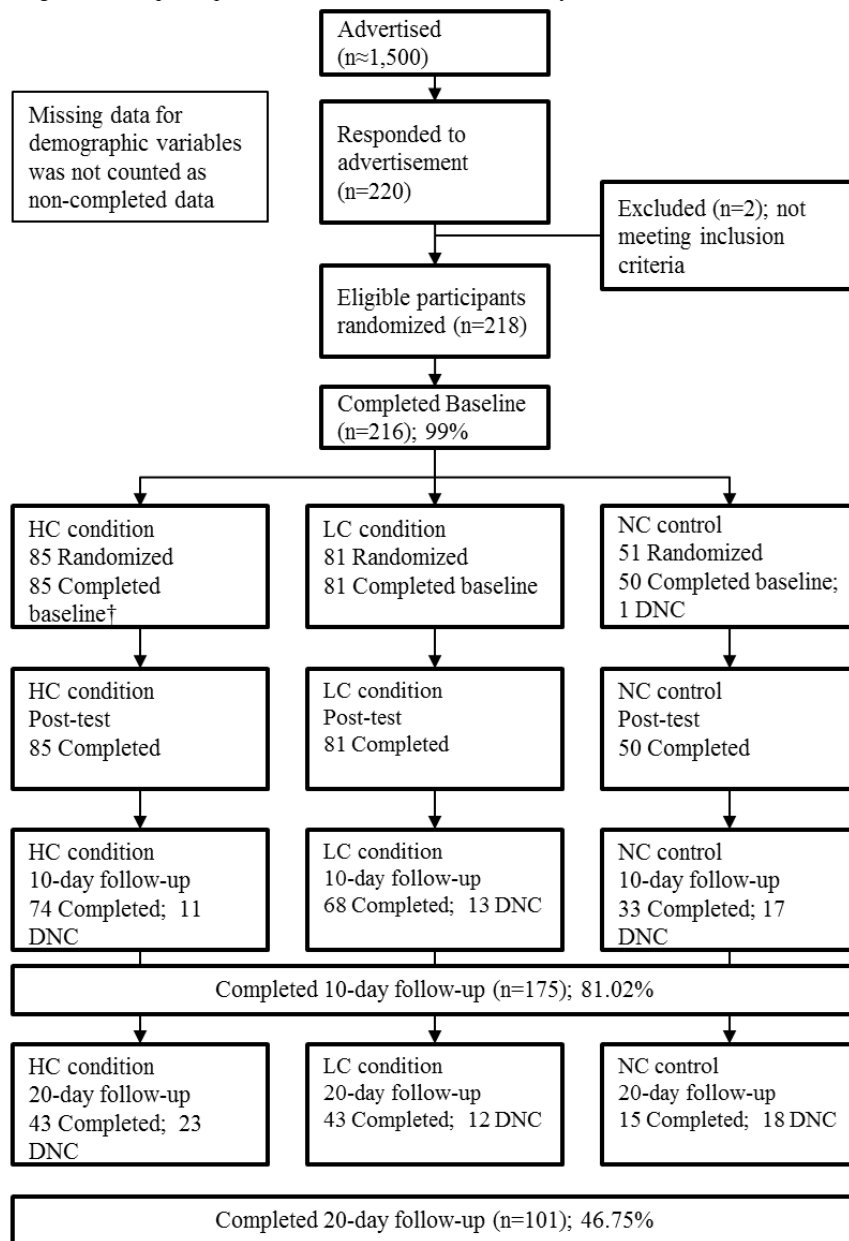 Advertised
(n≈1,500)
Missing data for
demographic variables
was not counted as
non-completed data
Responded to
advertisement
(n=220)
Excluded (n=2); not
meeting inclusion
criteria
Eligible participants
randomized (n=218)
Completed Baseline
(n=216); 99%
HC condition
85 Randomized
85 Completed
baseline†
LC condition
81 Randomized
81 Completed baseline
NC control
51 Randomized
50 Completed baseline;
1 DNC
HC condition
Post-test
85 Completed
LC condition
Post-test
81 Completed
NC control
Post-test
50 Completed
HC condition
10-day follow-up
74 Completed; 11
DNC
LC condition
10-day follow-up
68 Completed; 13 DNC
NC control
10-day follow-up
33 Completed; 17
DNC
Completed 10-day follow-up (n=175); 81.02%
HC condition
20-day follow-up
43 Completed; 23
DNC
LC condition
20-day follow-up
43 Completed; 12 DNC
NC control
20-day follow-up
15 Completed; 18 DNC
Completed 20-day follow-up (n=101); 46.75%